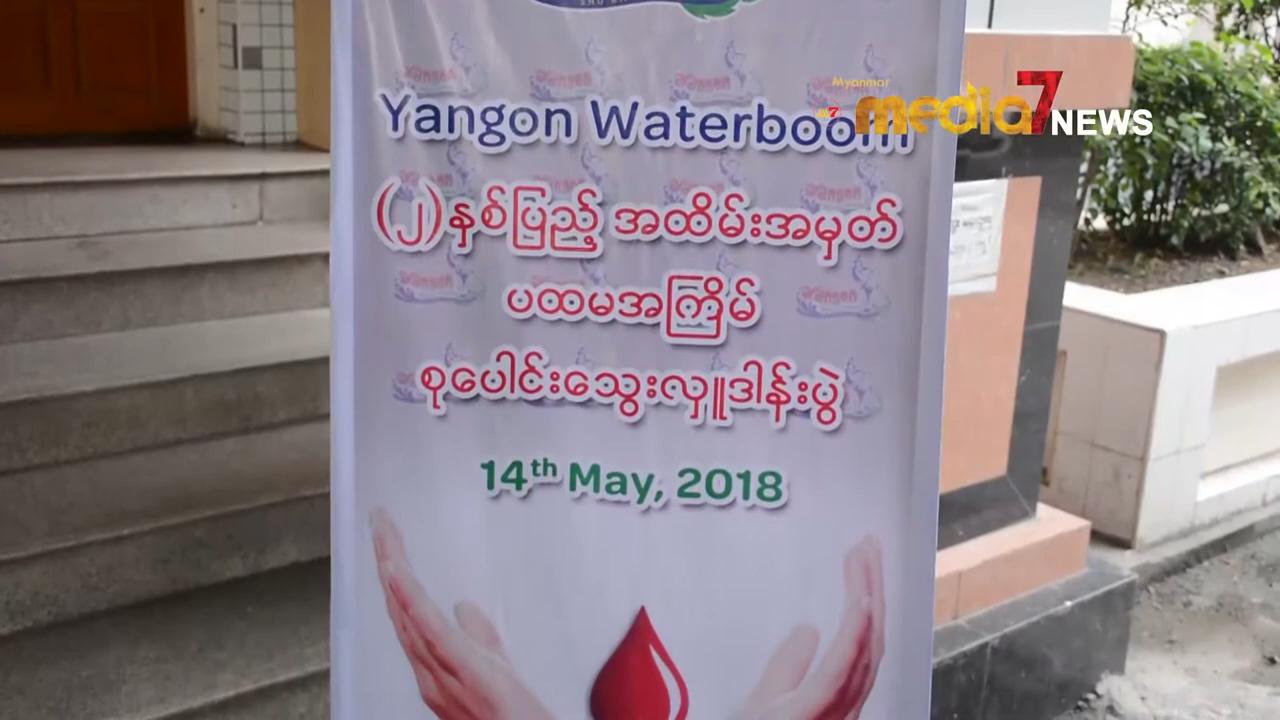 Yangon Waterboom
Myanmar
media7 NEWS
(၂)နှစ်ပြည့် အထိမ်းအမှတ်
ပထမအကြိမ်
စုပေါင်းသွေးလှူဒါန်းပွဲ
14th May, 2018